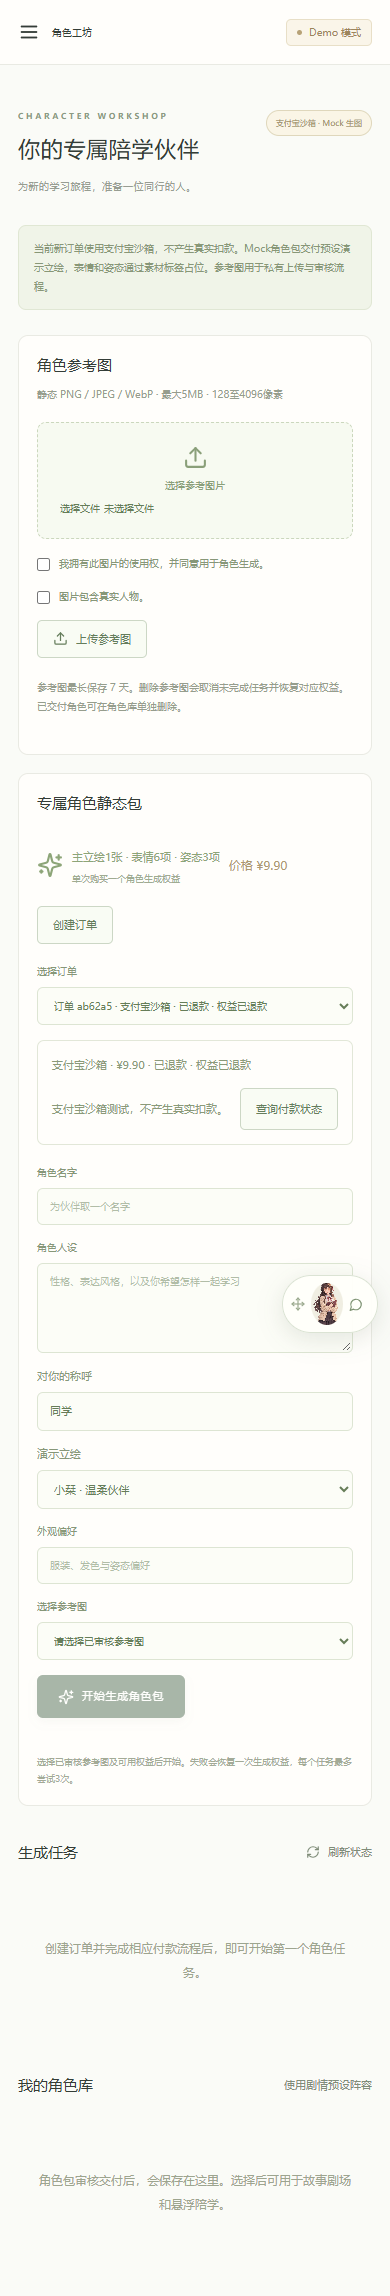 角色工坊
Demo 模式
CHARACTER WORKSHOP
支付宝沙箱 · Mock 生图
你的专属陪学伙伴
为新的学习旅程，准备一位同行的人。
当前新订单使用支付宝沙箱，不产生真实扣款。Mock角色包交付预设演
示立绘，表情和姿态通过素材标签占位。参考图用于私有上传与审核流
程。
角色参考图
静态 PNG / JPEG / WebP · 最大5MB · 128至4096像素
选择参考图片
选择文件 未选择文件
我拥有此图片的使用权，并同意用于角色生成。
图片包含真实人物。
上传参考图
参考图最长保存 7 天。删除参考图会取消未完成任务并恢复对应权益。
已交付角色可在角色库单独删除。
专属角色静态包
主立绘1张 · 表情6项 · 姿态3项
单次购买一个角色生成权益
价格 ¥9.90
创建订单
选择订单
订单 ab62a5 · 支付宝沙箱 · 已退款 · 权益已退款
支付宝沙箱 · ¥9.90 · 已退款 · 权益已退款
支付宝沙箱测试，不产生真实扣款。
查询付款状态
角色名字
为伙伴取一个名字
角色人设
性格、表达风格，以及你希望怎样一起学习
对你的称呼
同学
演示立绘
小栞 · 温柔伙伴
外观偏好
服装、发色与姿态偏好
选择参考图
请选择已审核参考图
开始生成角色包
选择已审核参考图及可用权益后开始。失败会恢复一次生成权益，每个任务最多
尝试3次。
生成任务
刷新状态
创建订单并完成相应付款流程后，即可开始第一个角色任
务。
我的角色库
使用剧情预设阵容
角色包审核交付后，会保存在这里。选择后可用于故事剧场
和悬浮陪学。